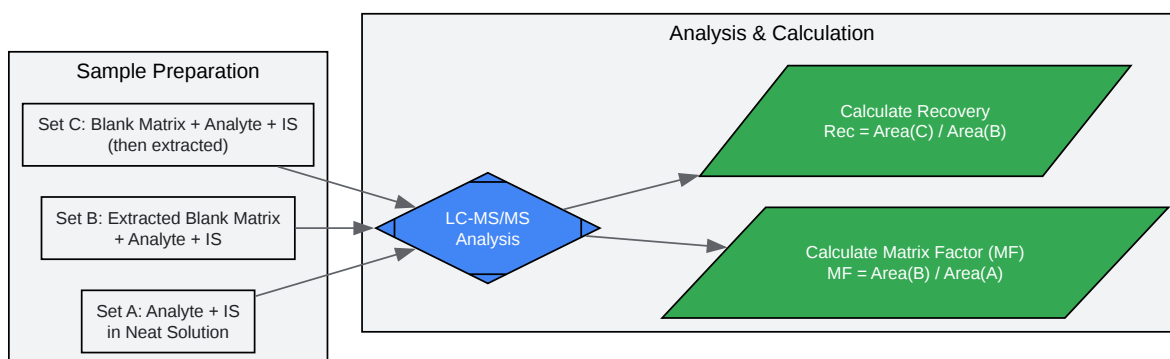 Sample Preparation
Set C: Blank Matrix + Analyte + IS
(then extracted)
Set B: Extracted Blank Matrix
+ Analyte + IS
Set A: Analyte + IS
in Neat Solution
Analysis & Calculation
LC-MS/MS
Analysis
Calculate Recovery
Rec = Area(C) / Area(B)
Calculate Matrix Factor (MF)
MF = Area(B) / Area(A)